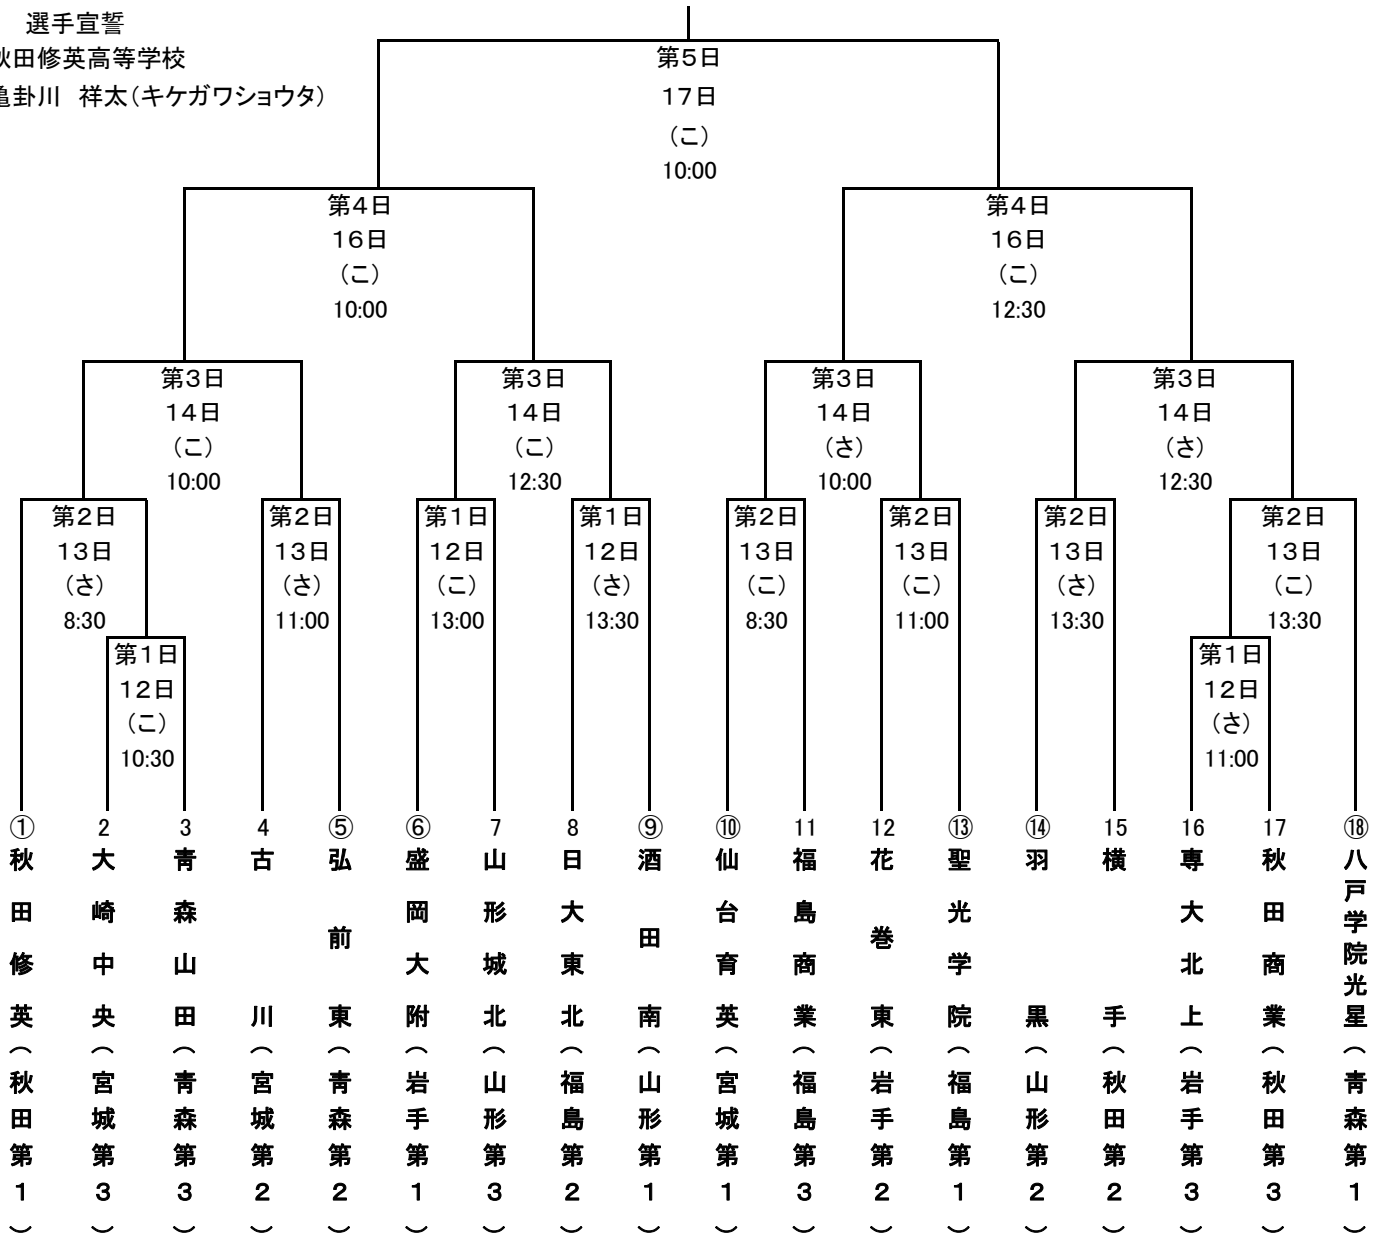 選手宣誓
秋田修英高等学校
亀卦川　祥太（キケガワショウタ）
第５日
１７日
（こ）
10:00
第４日
１６日
（こ）
10:00
第４日
１６日
（こ）
12:30
第３日
１４日
（こ）
10:00
第３日
１４日
（こ）
12:30
第３日
１４日
（さ）
10:00
第３日
１４日
（さ）
12:30
第２日
１３日
（さ）
8:30
第２日
１３日
（さ）
11:00
第１日
１２日
（こ）
13:00
第１日
１２日
（さ）
13:30
第２日
１３日
（こ）
8:30
第２日
１３日
（こ）
11:00
第２日
１３日
（さ）
13:30
第２日
１３日
（こ）
13:30
第１日
１２日
（こ）
10:30
第１日
１２日
（さ）
11:00
①
秋田修英（秋田第１）
2
大崎中央（宮城第３）
3
青森山田（青森第３）
4
古川（宮城第２）
⑤
弘前東（青森第２）
⑥
盛岡大附（岩手第１）
7
山形城北（山形第３）
8
日大東北（福島第２）
⑨
酒田南（山形第１）
⑩
仙台育英（宮城第１）
11
福島商業（福島第３）
12
花巻東（岩手第２）
⑬
聖光学院（福島第１）
⑭
羽黒（山形第２）
15
横手（秋田第２）
16
専大北上（岩手第３）
17
秋田商業（秋田第３）
⑱
八戸学院光星（青森第１）